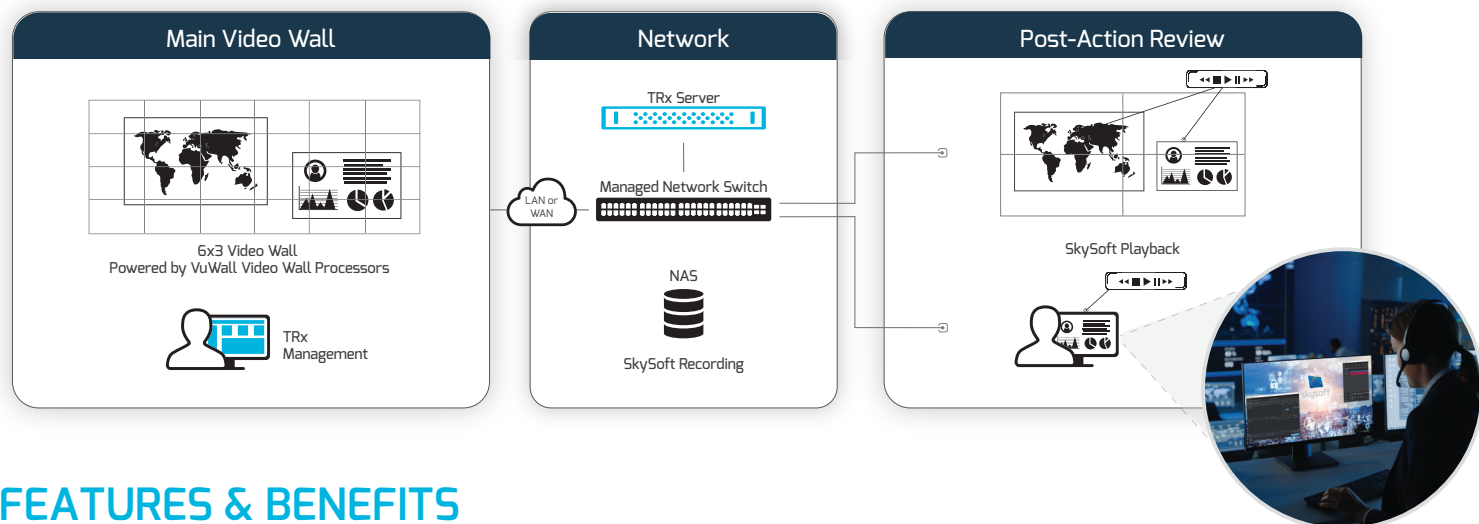 Main Video Wall
6x3 Video Wall
Powered by VuWall Video Wall Processors
TRx
Management
LAN or
WAN
Network
TRx Server
Managed Network Switch
NAS
SkySoft Recording
Post-Action Review
SkySoft Playback
skysoft
FEATURES & BENEFITS